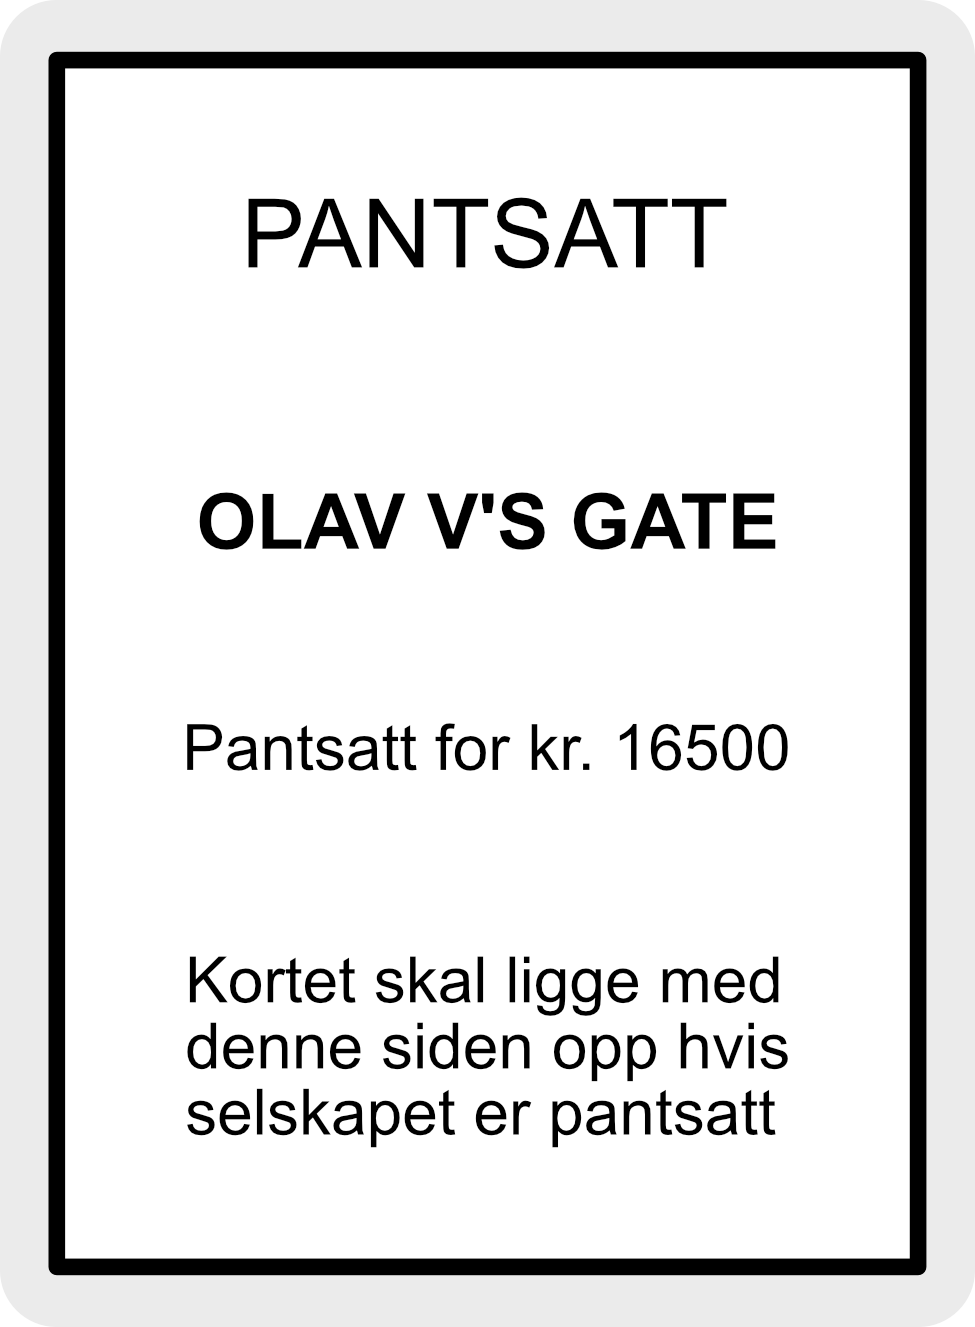 PANTSATT
OLAV V'S GATE
Pantsatt for kr. 16500
Kortet skal ligge med
denne siden opp hvis
selskapet er pantsatt